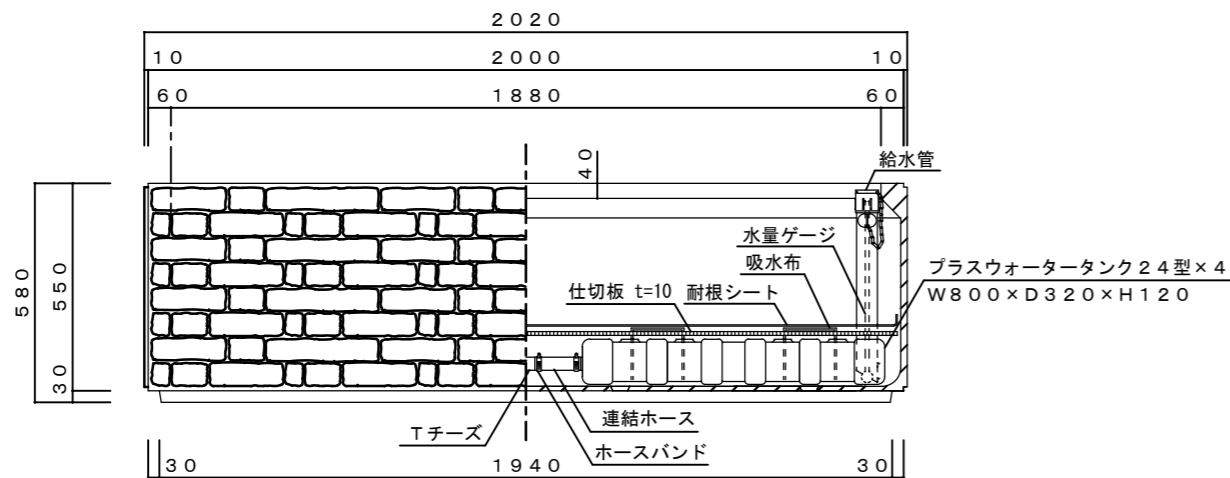 ２０２０
１０ ２０００ １０
６０ １８８０ ６０
４０
給水管
水量ゲージ
吸水布
プラスウォータータンク２４型×４
Ｗ８００×Ｄ３２０×Ｈ１２０
仕切板 t=10 耐根シート
５８０
５５０
３０
連結ホース
Ｔチーズ
ホースバンド
３０ １９４０ ３０